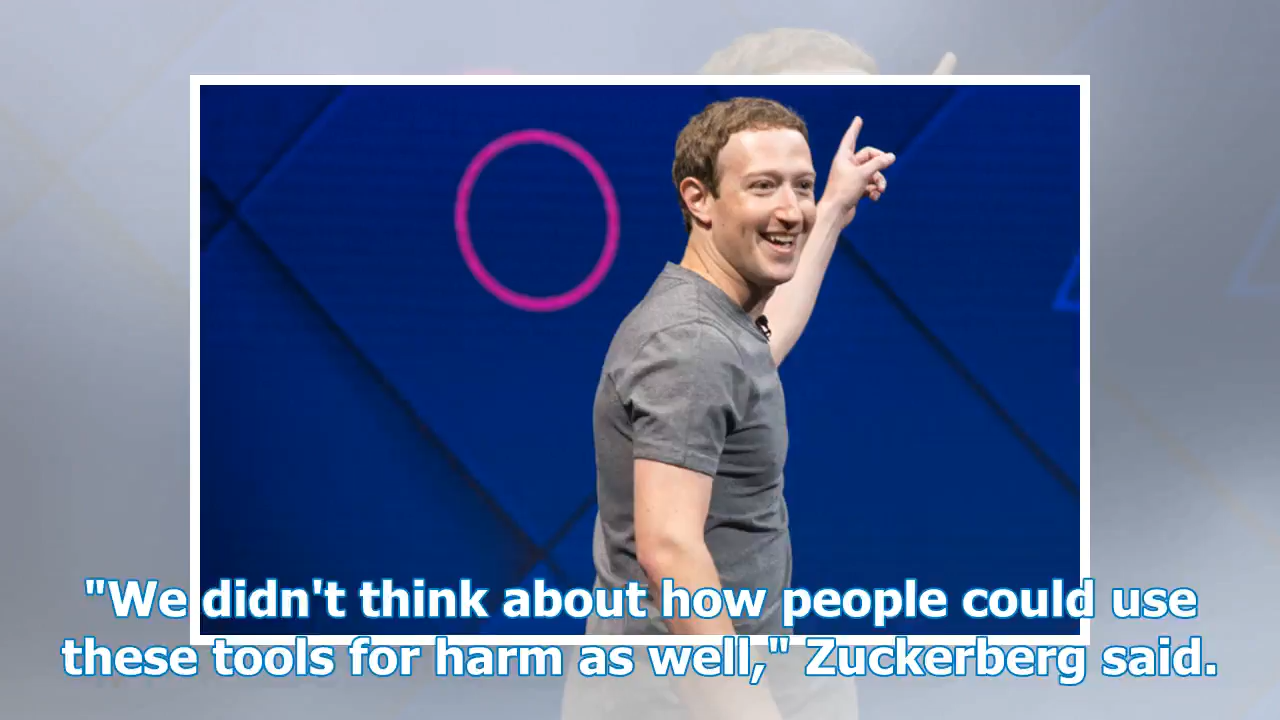 "We didn't think about how people could use
these tools for harm as well," Zuckerberg said.